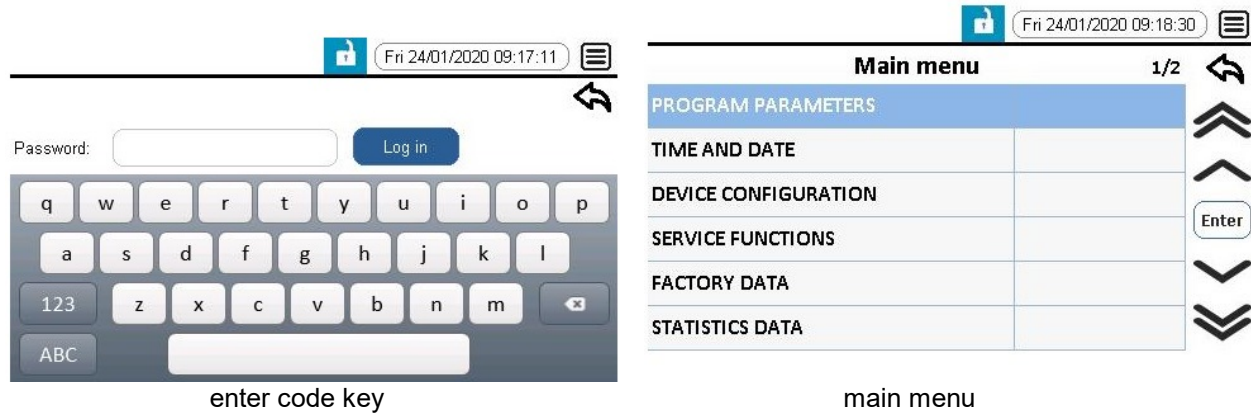 Fri 24/01/2020 09:17:11
Password:
Log in
q w e r t y u i o p
a s d f g h j k l
123 z x c v b n m
ABC
enter code key
Fri 24/01/2020 09:18:30
Main menu 1/2
PROGRAM PARAMETERS
TIME AND DATE
DEVICE CONFIGURATION
SERVICE FUNCTIONS
FACTORY DATA
STATISTICS DATA
Enter
main menu